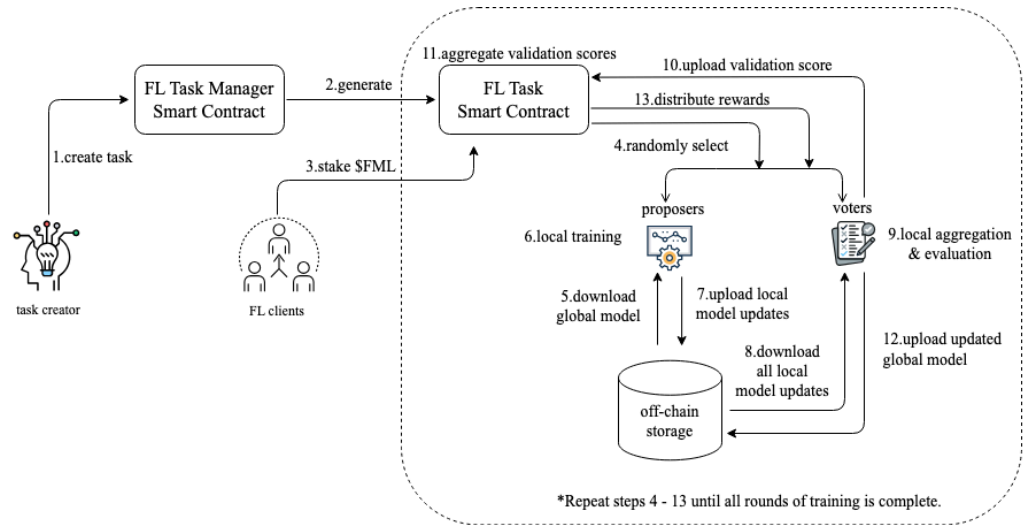 11.aggregate validation scores
FL Task Manager
Smart Contract
2.generate
FL Task
Smart Contract
10.upload validation score
13.distribute rewards
4.randomly select
1.create task
3.stake $FML
proposers
voters
6.local training
9.local aggregation
& evaluation
task creator
FL clients
5.download
global model
7.upload local
model updates
8.download
all local
model updates
12.upload updated
global model
off-chain
storage
*Repeat steps 4 - 13 until all rounds of training is complete.